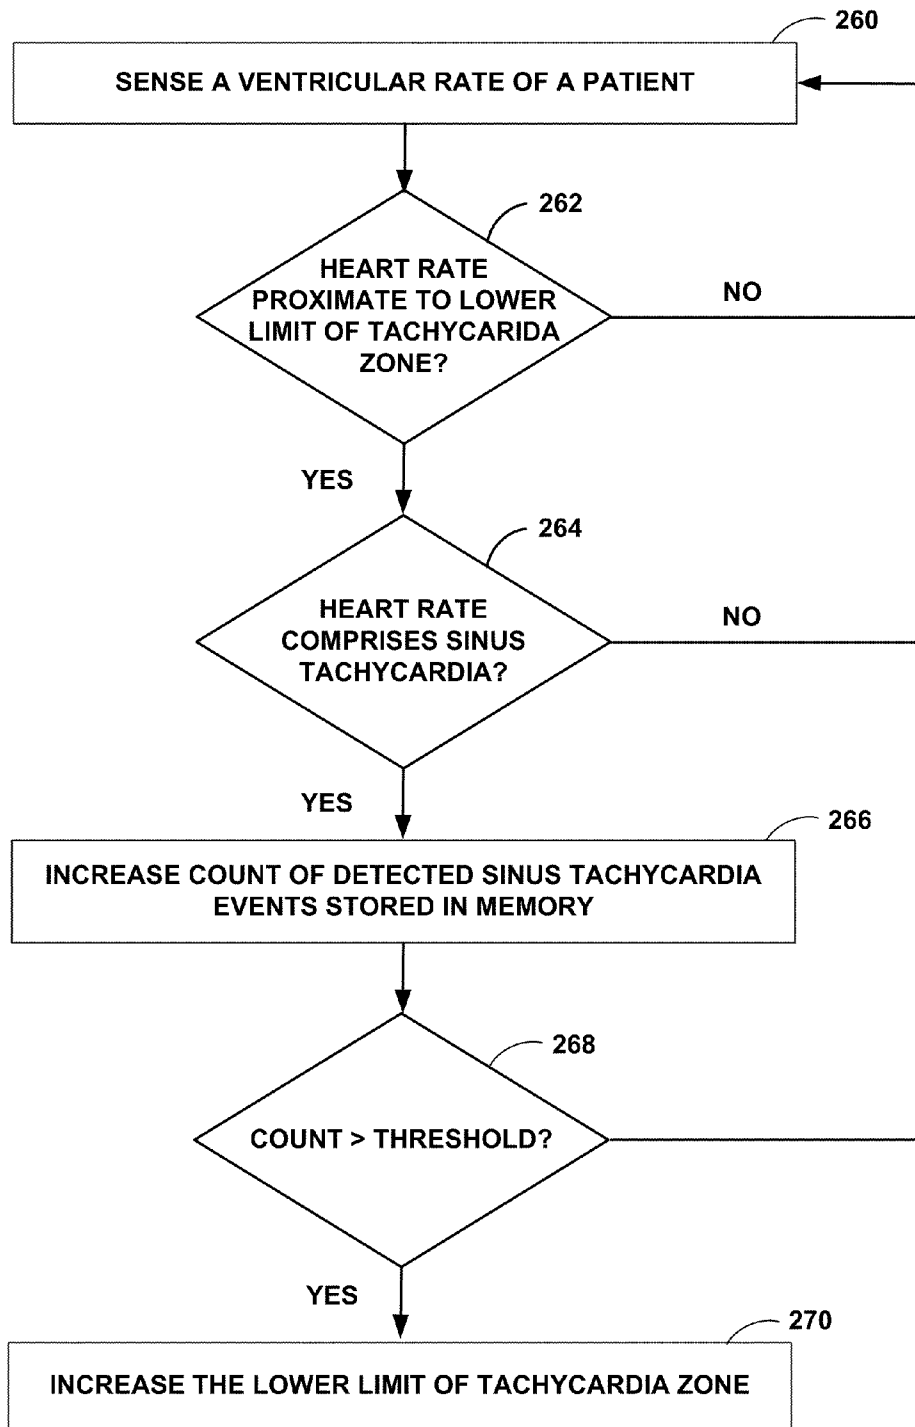 260
SENSE A VENTRICULAR RATE OF A PATIENT
262
HEART RATE
PROXIMATE TO LOWER
LIMIT OF TACHYCARIDA
ZONE?
NO
YES
264
HEART RATE
COMPRISES SINUS
TACHYCARDIA?
NO
YES
266
INCREASE COUNT OF DETECTED SINUS TACHYCARDIA
EVENTS STORED IN MEMORY
268
COUNT > THRESHOLD?
YES
270
INCREASE THE LOWER LIMIT OF TACHYCARDIA ZONE